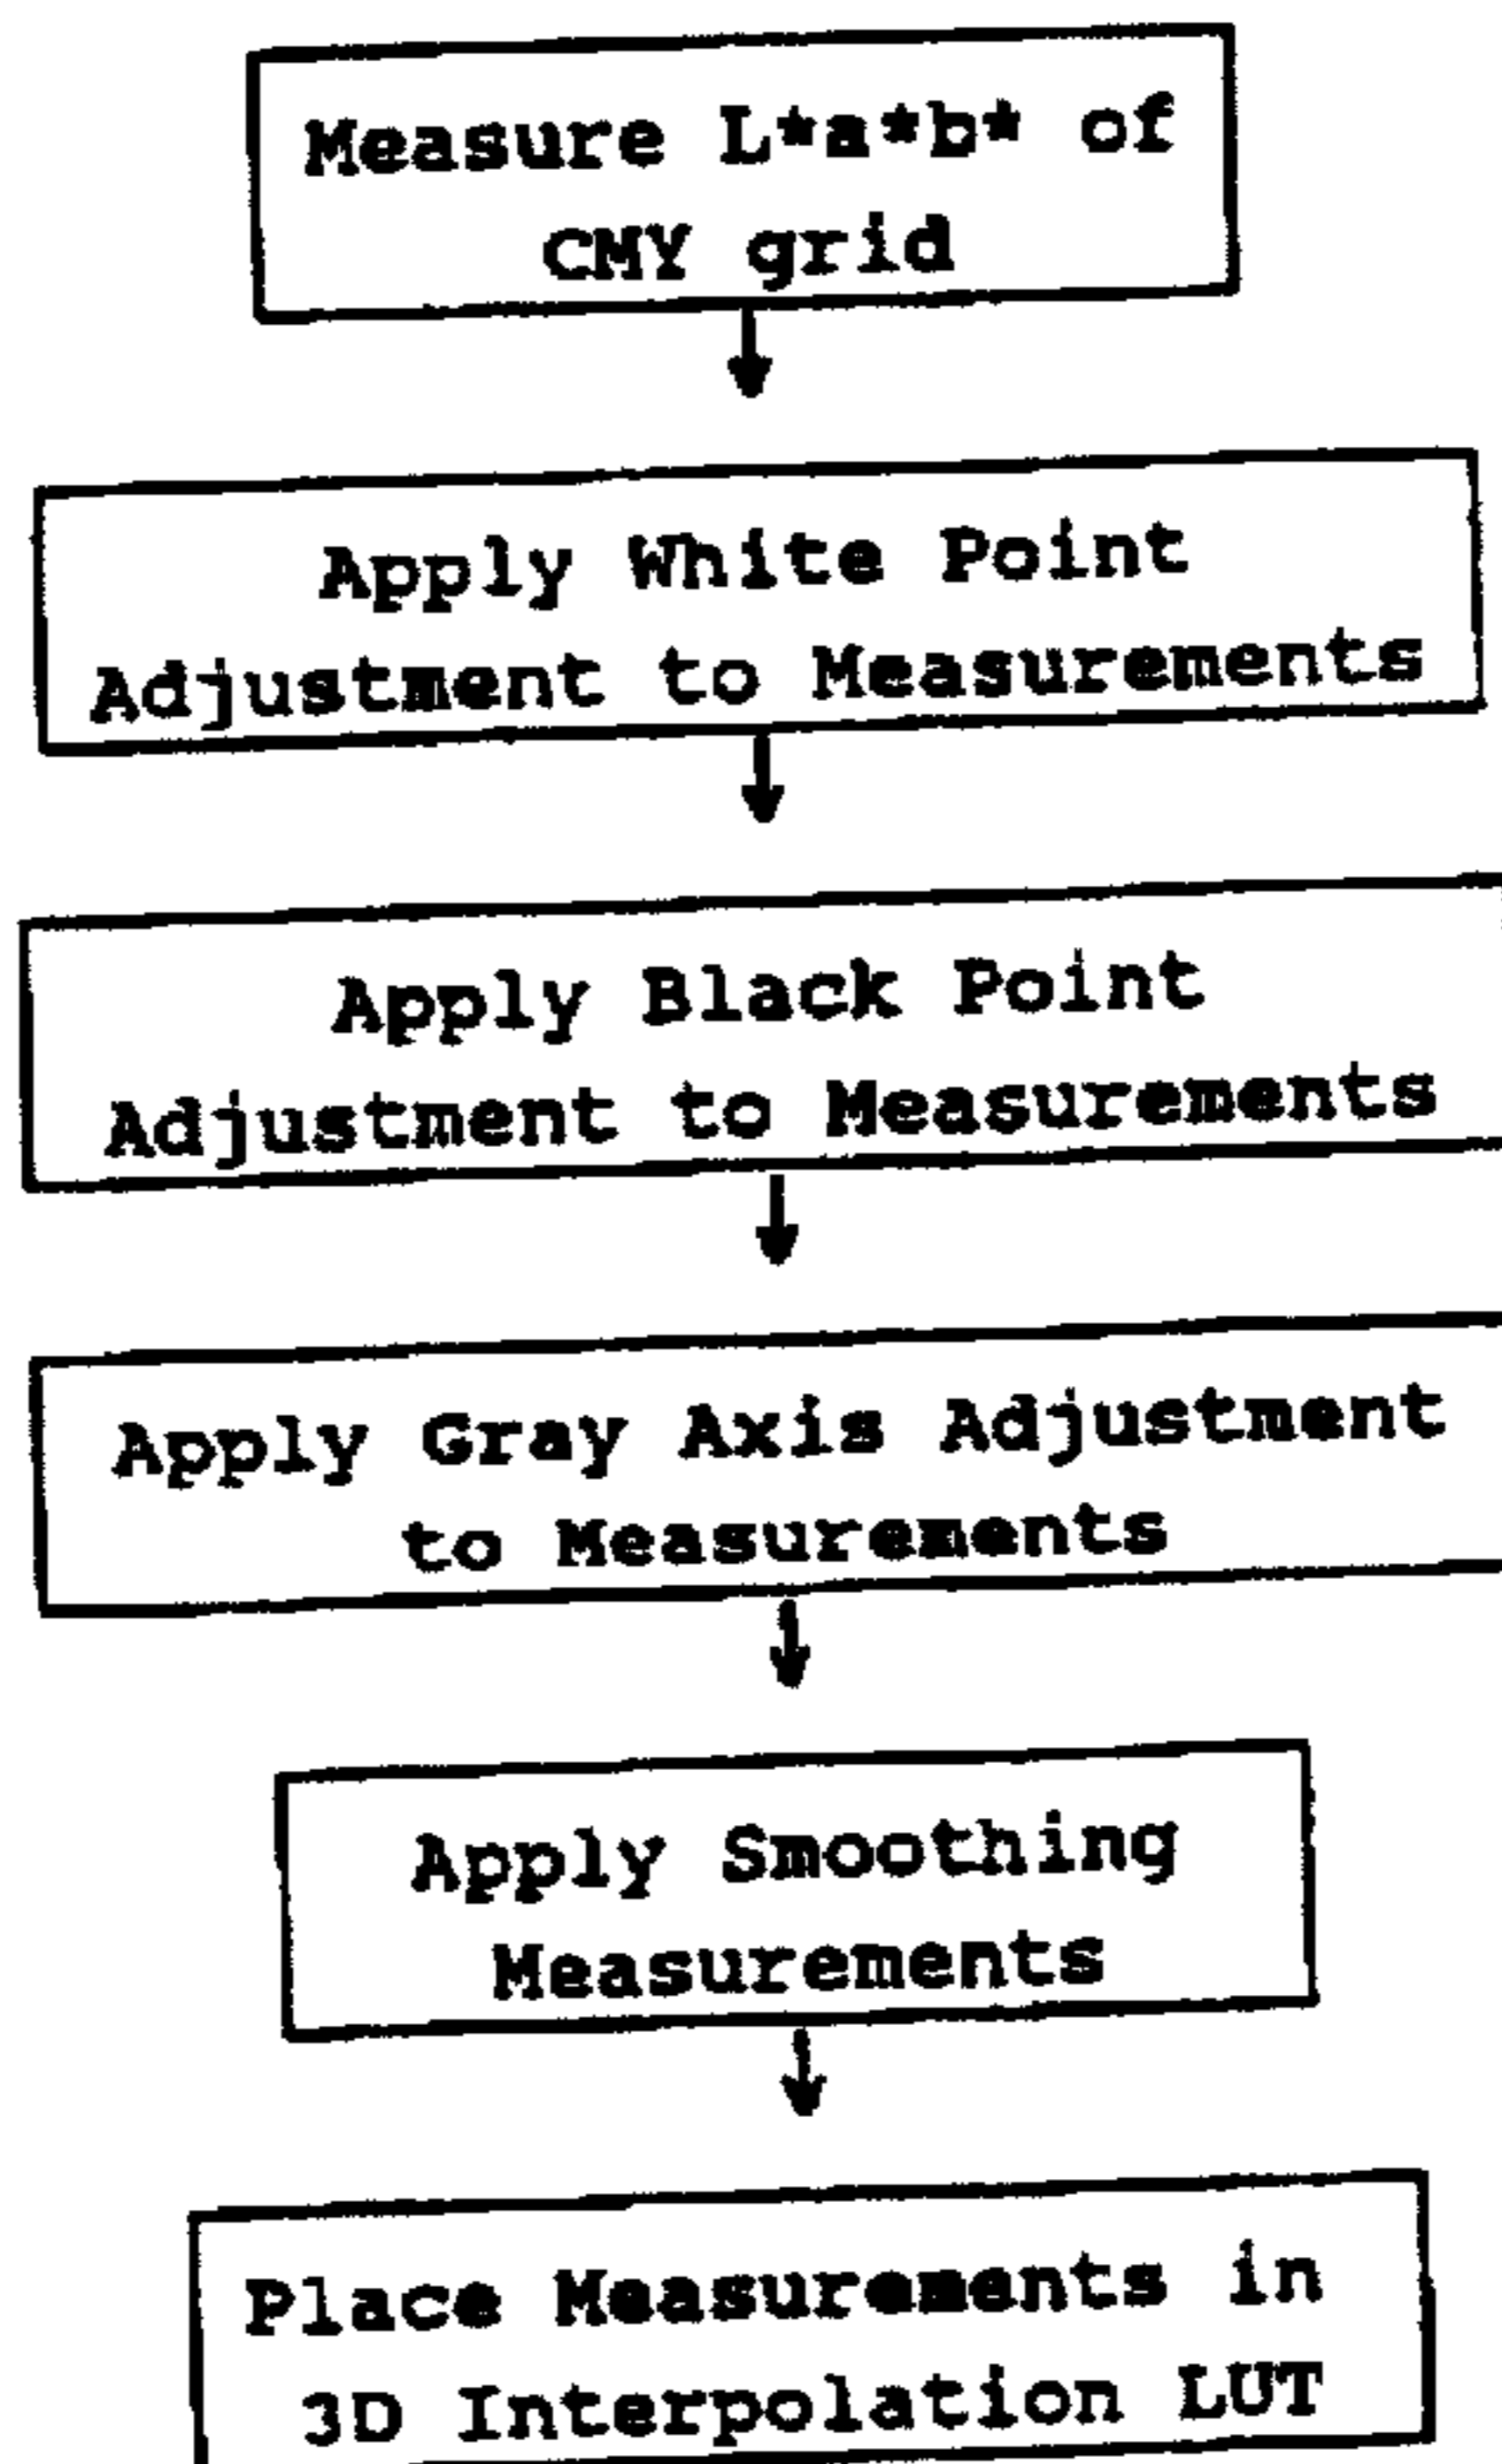 Measure L*a*b* of
CMY grid
Apply White Point
Adjustment to Measurements
Apply Black Point
Adjustment to Measurements
Apply Gray Axis Adjustment
to Measurements
Apply Smoothing
Measurements
Place Measurements in
3D Interpolation LUT